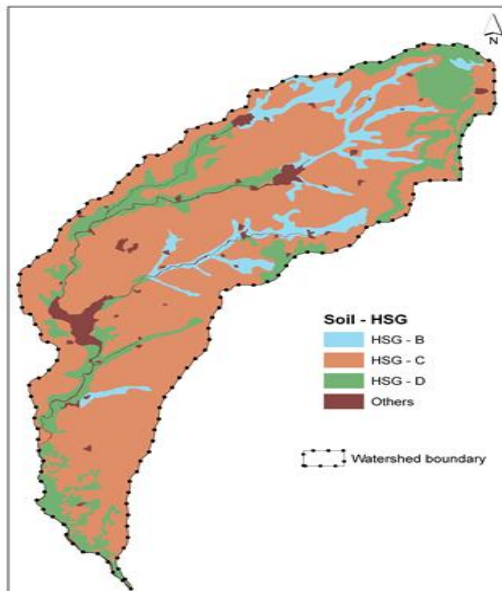 N
Soil - HSG
HSG - B
HSG - C
HSG - D
Others
Watershed boundary